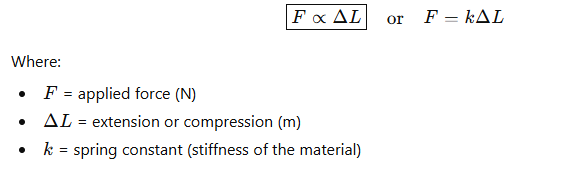 F ∝ ΔL or F = kΔL
Where:
• F = applied force (N)
• ΔL = extension or compression (m)
• k = spring constant (stiffness of the material)